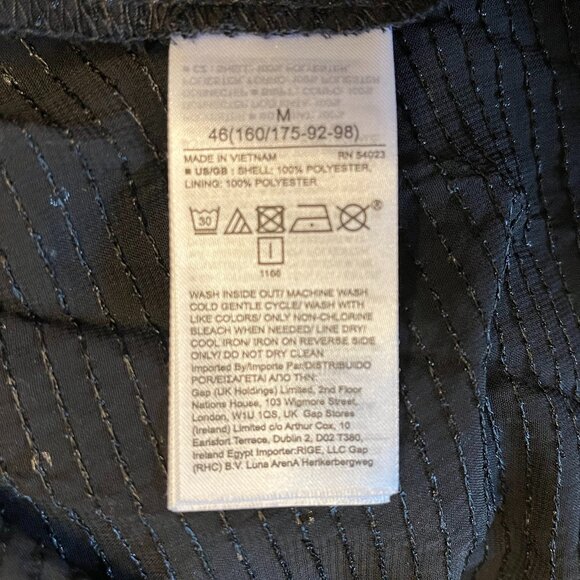 M
46(160/175-92-98)
MADE IN VIETNAM RN 54023
■ US/GB : SHELL: 100% POLYESTER,
LINING: 100% POLYESTER
30 ®
1166
WASH INSIDE OUT/ MACHINE WASH
COLD GENTLE CYCLE/ WASH WITH
LIKE COLORS/ ONLY NON-CHLORINE
BLEACH WHEN NEEDED/ LINE DRY/
COOL IRON/ IRON ON REVERSE SIDE
ONLY/ DO NOT DRY CLEAN
Imported By/Importe Par/DISTRIBUIDO
POR/ΕΙΣΑΓΕΤΑΙ ΑΠΟ ΤΗΝ:
Gap (UK Holdings) Limited, 2nd Floor
Nations House, 103 Wigmore Street,
London, W1U 1QS, UK Gap Stores
(Ireland) Limited c/o Arthur Cox, 10
Earlsfort Terrace, Dublin 2, D02 T380,
Ireland Egypt Importer:RIGE, LLC Gap
(RHC) B.V. Luna ArenA Herikerbergweg